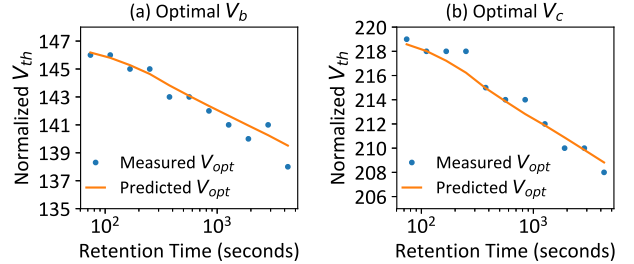 (a) Optimal V_b
Normalized V_th
147
145
143
141
139
137
135
Measured V_opt
Predicted V_opt
10^2
10^3
Retention Time (seconds)
(b) Optimal V_c
Normalized V_th
220
218
216
214
212
210
208
206
Measured V_opt
Predicted V_opt
10^2
10^3
Retention Time (seconds)